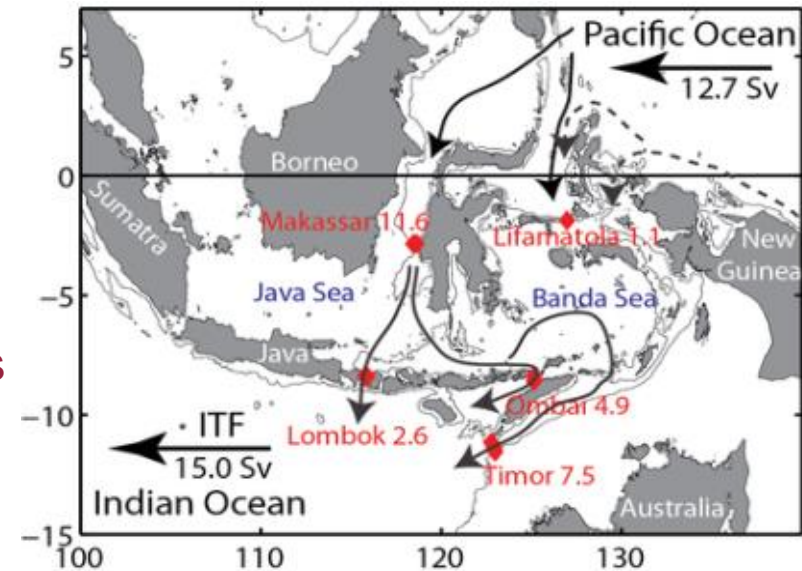 5
0
−5
−10
−15
100
110
120
130
Pacific Ocean
12.7 Sv
Borneo
Sumatra
Makassar 11.6
Lifamatola 1.1
New
Guinea
Java Sea
Banda Sea
Java
s
Ombai 4.9
ITF
Lombok 2.6
15.0 Sv
Timor 7.5
Indian Ocean
Australia